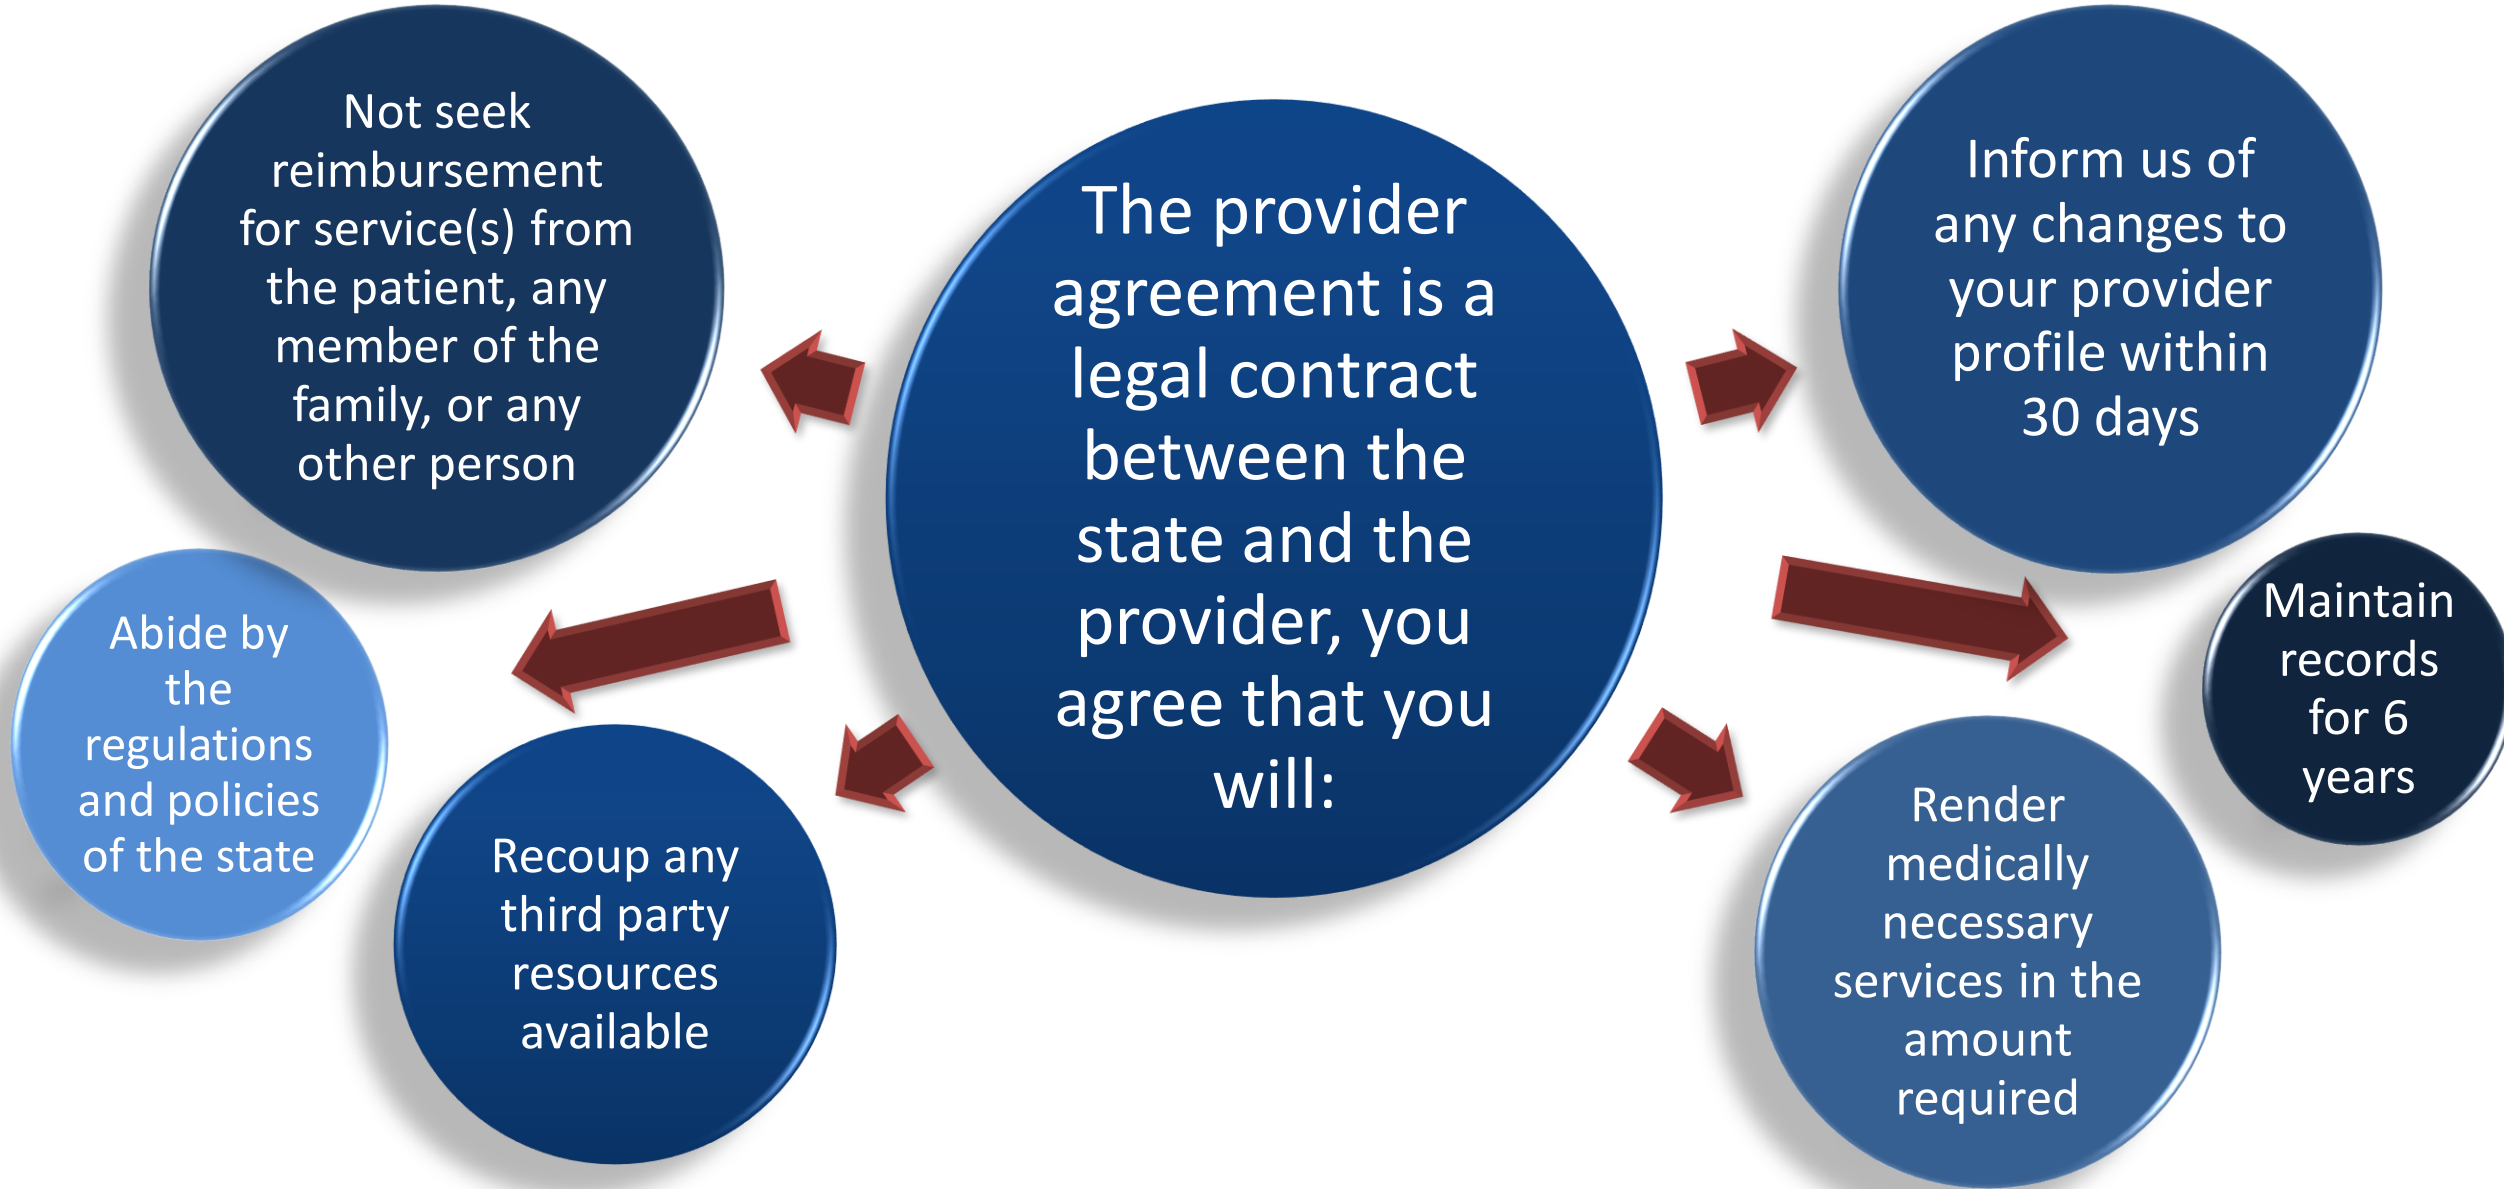 Not seek
reimbursement
for service(s) from
the patient, any
member of the
family, or any
other person
The provider
agreement is a
legal contract
between the
state and the
provider, you
agree that you
will:
Inform us of
any changes to
your provider
profile within
30 days
Abide by
the
regulations
and policies
of the state
Recoup any
third party
resources
available
Render
medically
necessary
services in the
amount
required
Maintain
records
for 6
years